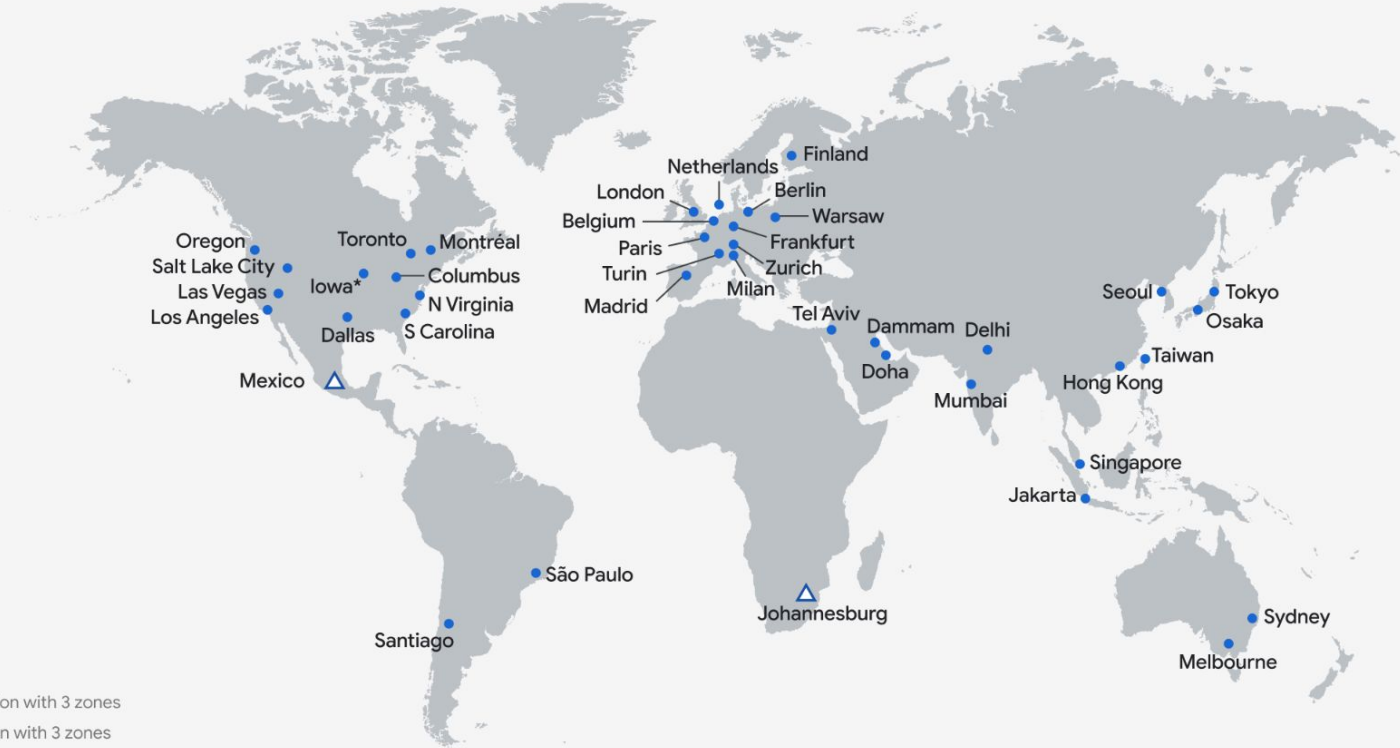 Finland
Netherlands
London
Berlin
Belgium
Warsaw
Paris
Frankfurt
Turin
Zurich
Milan
Madrid
Oregon
Toronto
Montréal
Salt Lake City
Iowa*
Columbus
Las Vegas
N Virginia
Los Angeles
Dallas
S Carolina
Mexico
Tel Aviv
Dammam
Delhi
Doha
Mumbai
Seoul
Tokyo
Osaka
Taiwan
Hong Kong
Singapore
Jakarta
São Paulo
Santiago
Johannesburg
Sydney
Melbourne
on with 3 zones
n with 3 zones